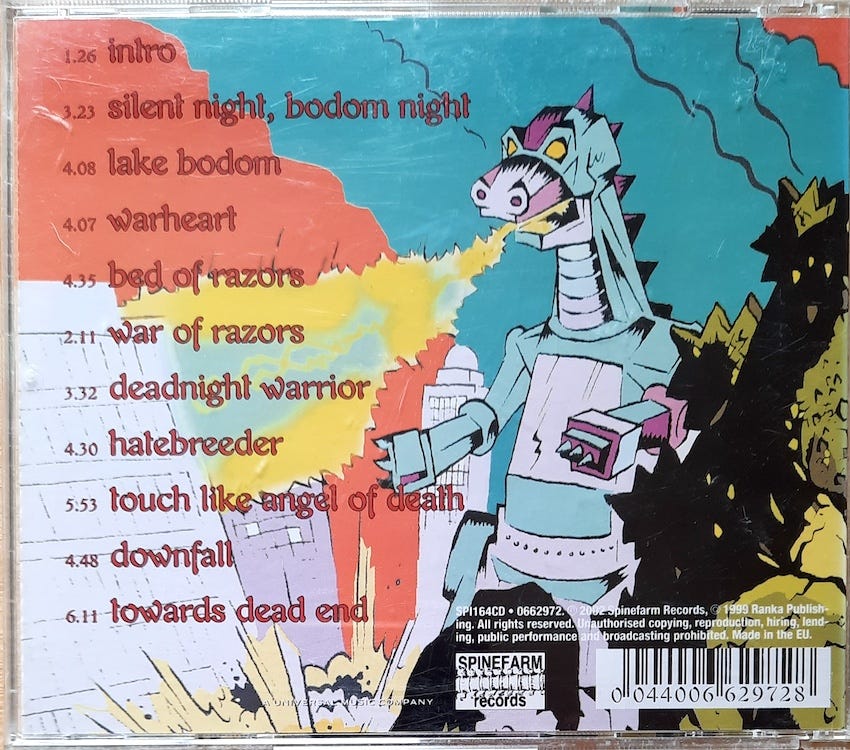 1.26 intro
3.23 silent night, bodom night
4.08 lake bodom
4.07 warheart
4.35 bed of razors
2.11 war of razors
3.32 deadnight warrior
4.30 hatebreeder
5:53 touch like angel of death
4.48 downfall
6.11 towards dead end
SPI164CD • 0662972. ℗ 2002 Spinefarm Records, © 1999 Ranka Publish-
ing. All rights reserved. Unauthorised copying, reproduction, hiring, lend-
ing, public performance and broadcasting prohibited. Made in the EU.
SPINEFARM
records
A UNIVERSAL MUSIC COMPANY
0 044006 629728